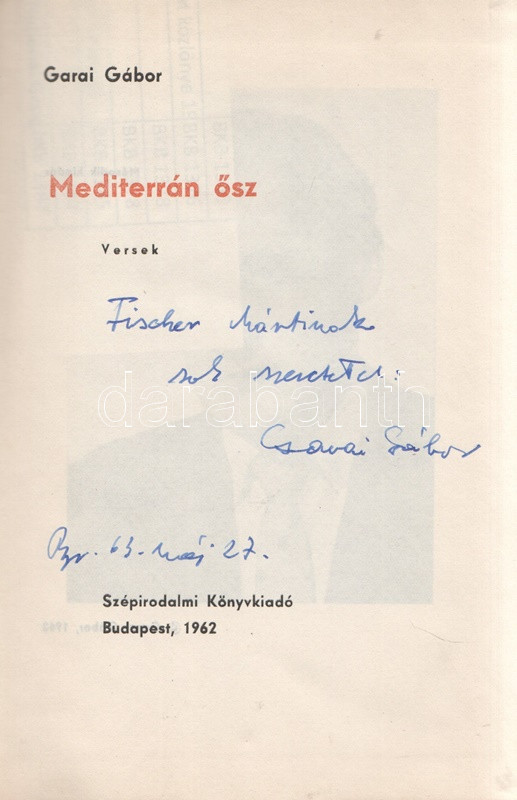 Garai Gábor
Mediterrán ősz
Versek
Fischer Mártinak
sok szeretettel:
Garai Gábor
Bp. 63. máj. 27.
Szépirodalmi Könyvkiadó
Budapest, 1962
darabanth